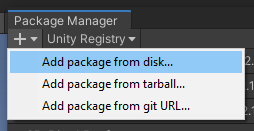 Package Manager
+ Unity Registry
Add package from disk...
Add package from tarball...
Add package from git URL...